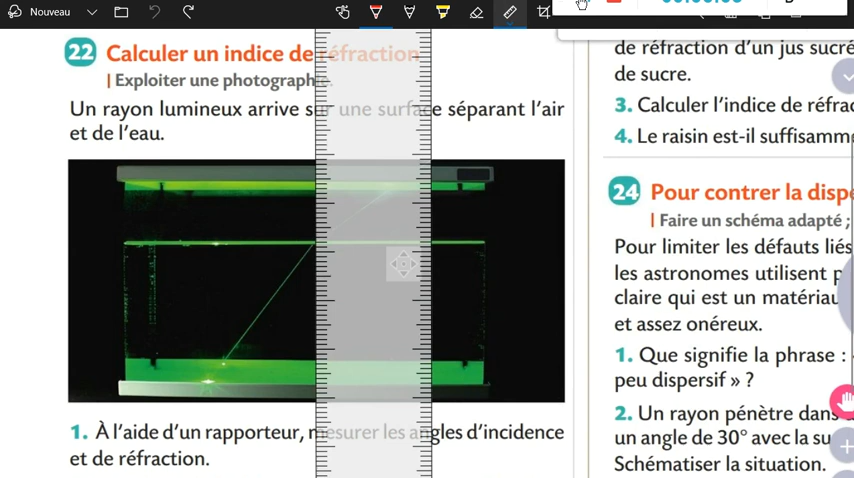 Nouveau
22 Calculer un indice de réfraction
| Exploiter une photographie.
Un rayon lumineux arrive sur une surface séparant l'air
et de l'eau.
1. À l'aide d'un rapporteur, mesurer les angles d'incidence
et de réfraction.
de réfraction d'un jus sucré
de sucre.
3. Calculer l'indice de réfrac
4. Le raisin est-il suffisamm
24 Pour contrer la dispe
| Faire un schéma adapté ;
Pour limiter les défauts liés
les astronomes utilisent p
claire qui est un matériau
et assez onéreux.
1. Que signifie la phrase : «
peu dispersif » ?
2. Un rayon pénètre dans
un angle de 30° avec la su
Schématiser la situation.